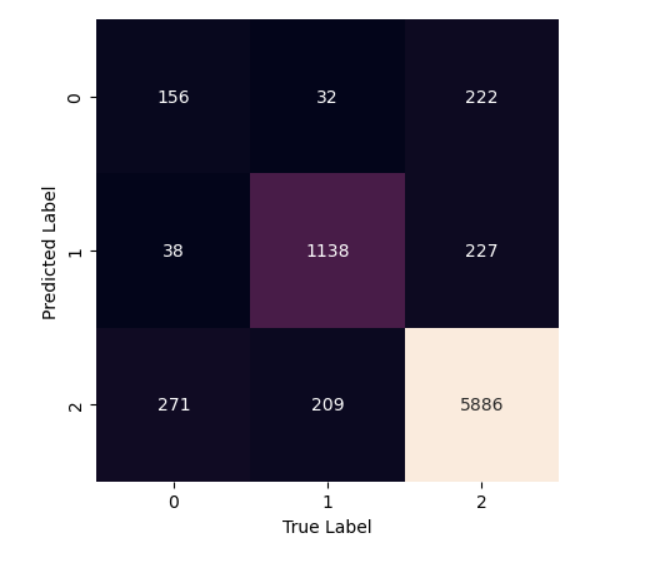 0 156 32 222
Predicted Label
1 38 1138 227
2 271 209 5886
0 1 2
True Label